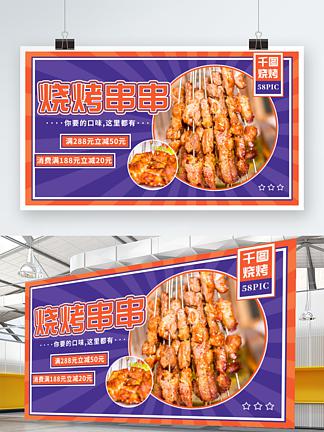 千图
烧烤
58PIC
烧烤串串
你要的口味,这里都有
满288元立减50元
消费满188元立减20元
千图
烧烤
58PIC
烧烤串串
你要的口味,这里都有
满288元立减50元
消费满188元立减20元